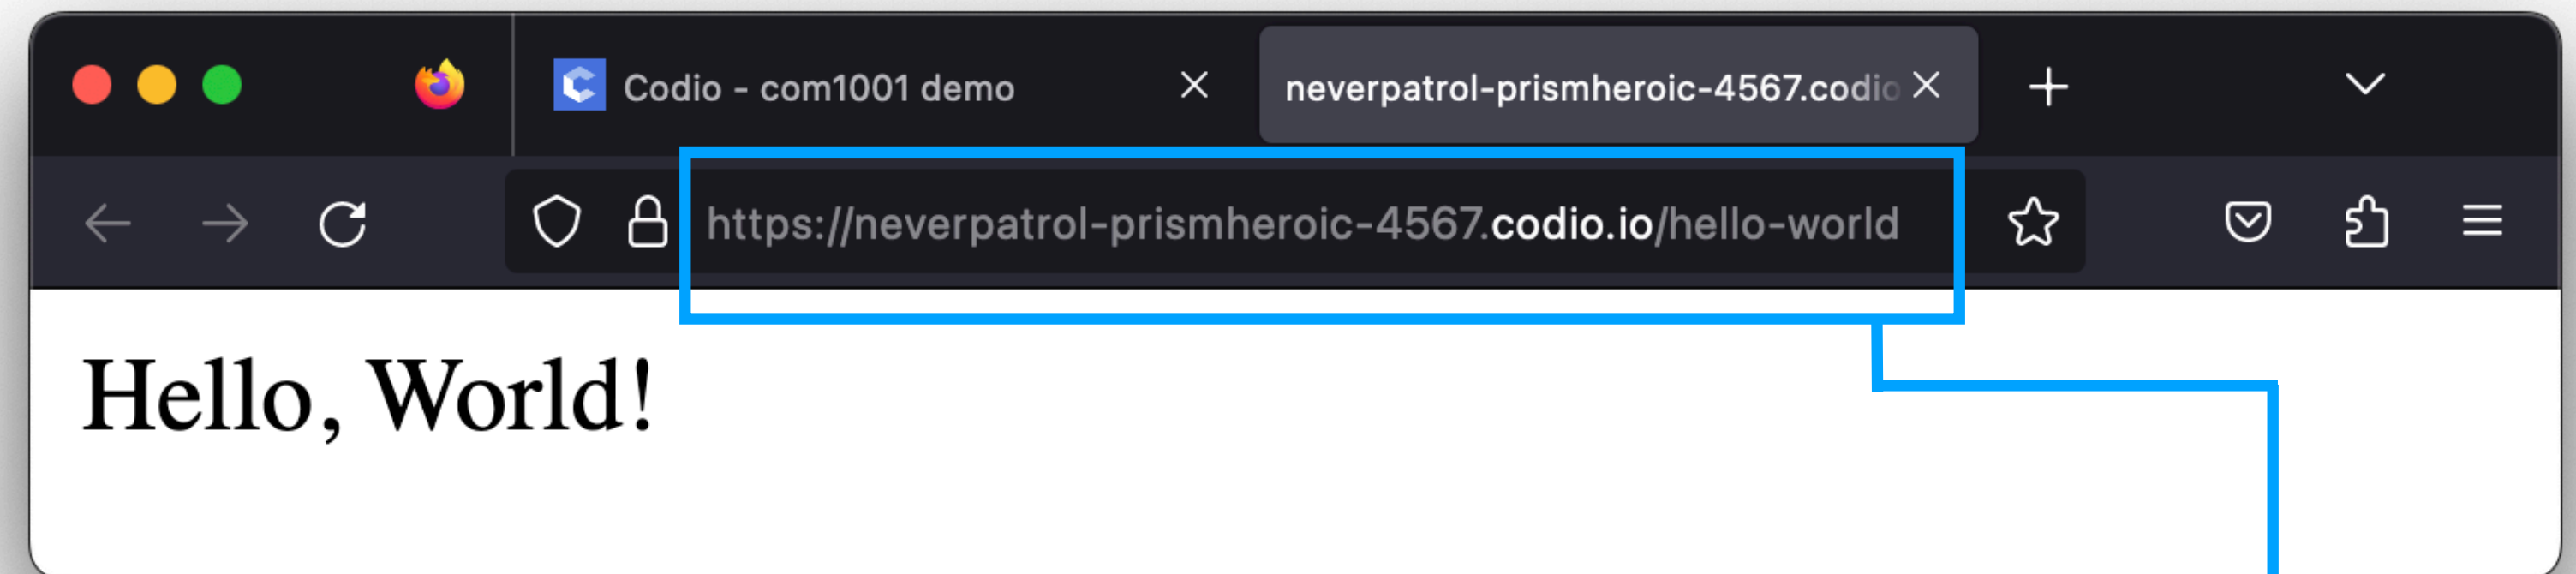 Codio - com1001 demo
neverpatrol-prismheroic-4567.codio
https://neverpatrol-prismheroic-4567.codio.io/hello-world
Hello, World!